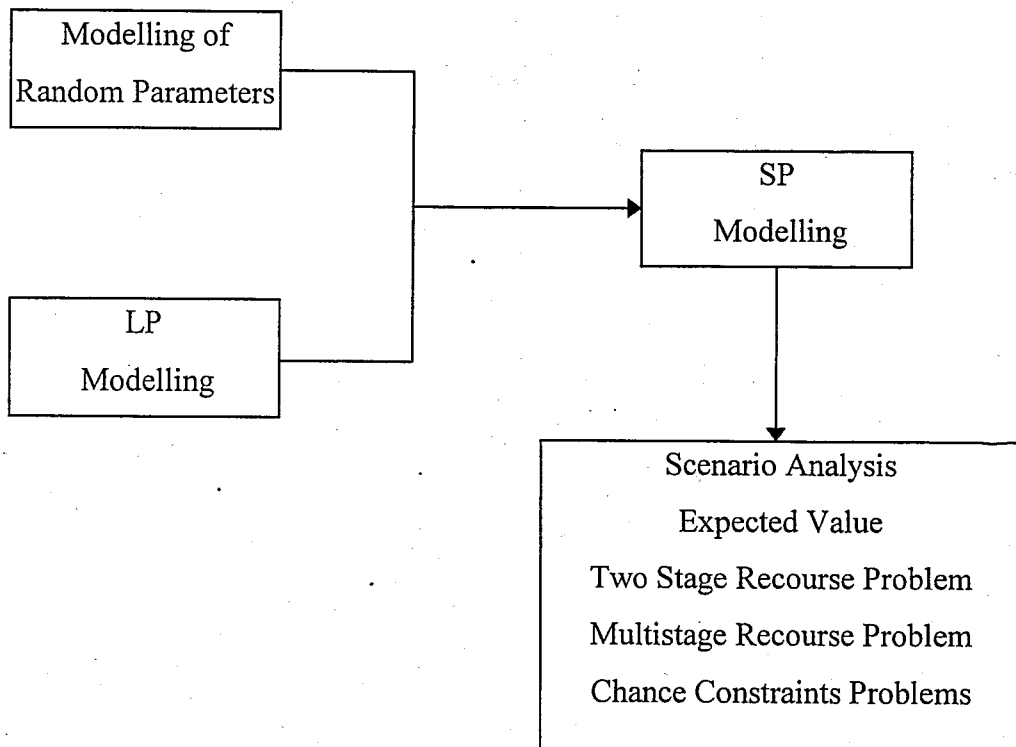 Modelling of
Random Parameters
SP
Modelling
LP
Modelling
Scenario Analysis
Expected Value
Two Stage Recourse Problem
Multistage Recourse Problem
Chance Constraints Problems